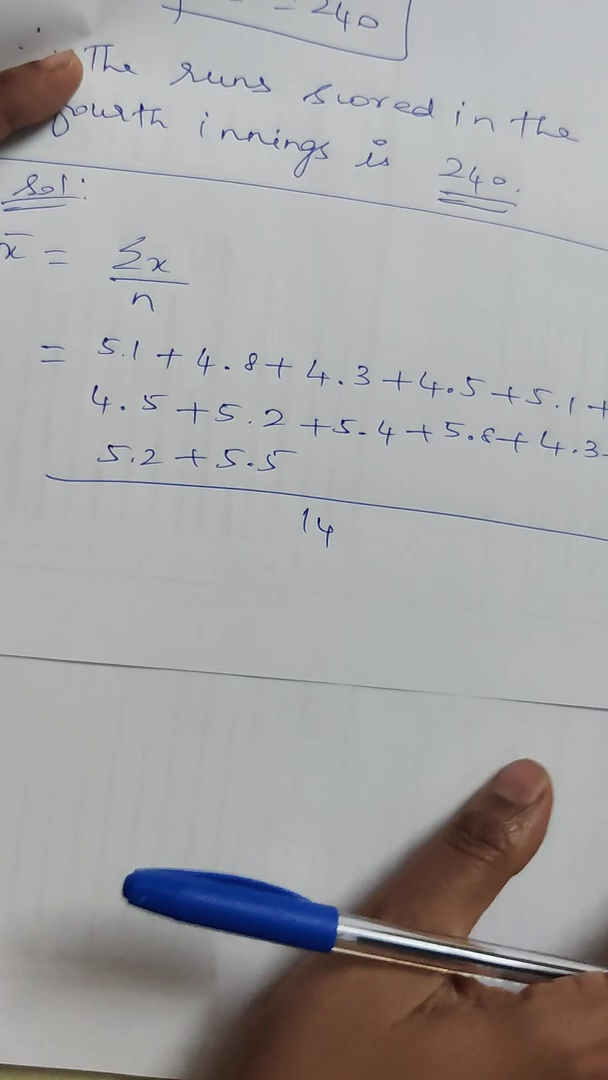 = 240
The runs scored in the
fourth innings is 240.
Sol:
x̄ = Σx
n
= 5.1 + 4.8 + 4.3 + 4.5 + 5.1 +
4.5 + 5.2 + 5.4 + 5.8 + 4.3
5.2 + 5.5
14